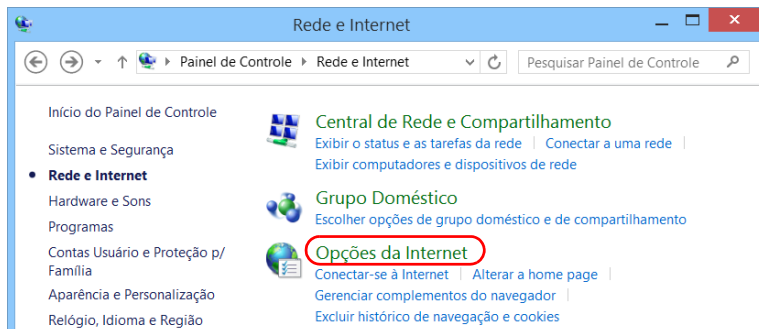 Rede e Internet
Painel de Controle Rede e Internet
Pesquisar Painel de Controle
Início do Painel de Controle
Sistema e Segurança
Rede e Internet
Hardware e Sons
Programas
Contas Usuário e Proteção p/
Família
Aparência e Personalização
Relógio, Idioma e Região
Central de Rede e Compartilhamento
Exibir o status e as tarefas da rede Conectar a uma rede
Exibir computadores e dispositivos de rede
Grupo Doméstico
Escolher opções de grupo doméstico e de compartilhamento
Opções da Internet
Conectar-se à Internet Alterar a home page
Gerenciar complementos do navegador
Excluir histórico de navegação e cookies